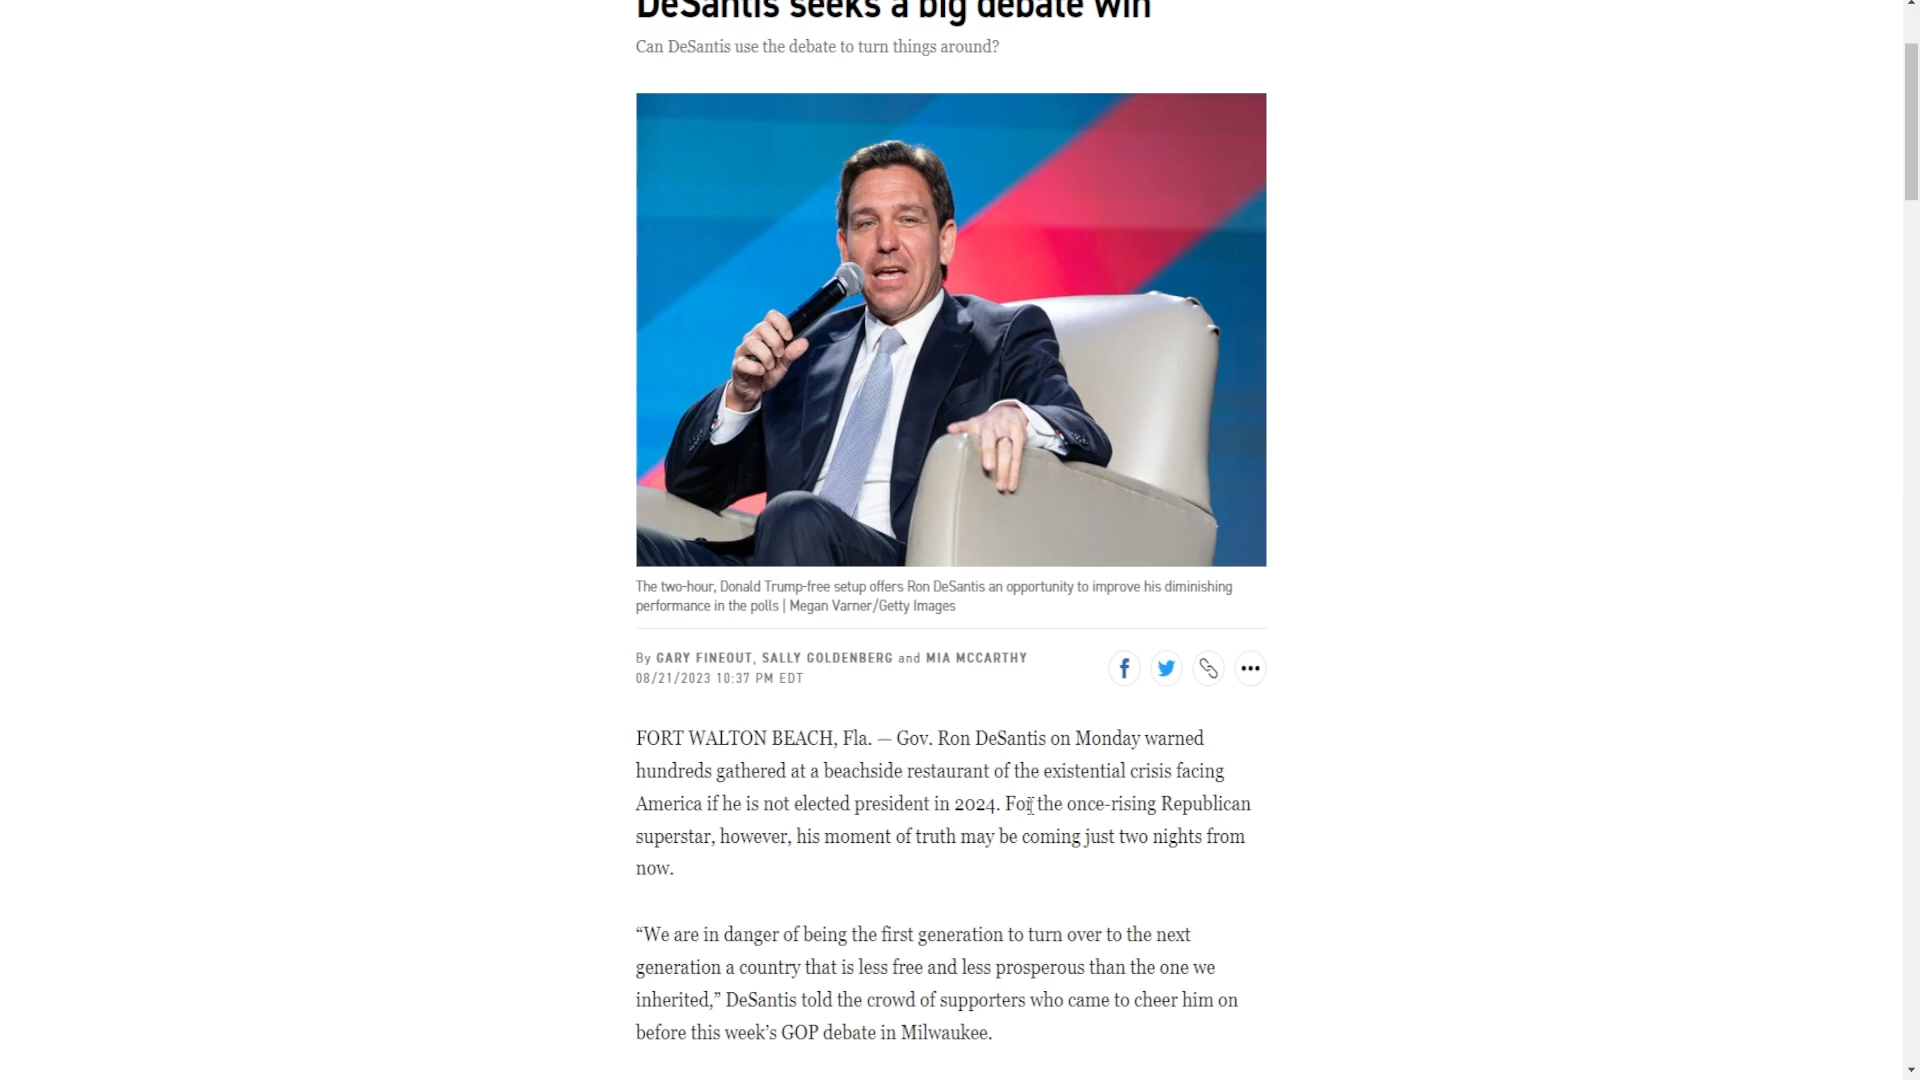 DeSantis seeks a big debate win
Can DeSantis use the debate to turn things around?
The two-hour, Donald Trump-free setup offers Ron DeSantis an opportunity to improve his diminishing
performance in the polls | Megan Varner/Getty Images
By GARY FINEOUT, SALLY GOLDENBERG and MIA MCCARTHY
08/21/2023 10:37 PM EDT
FORT WALTON BEACH, Fla. — Gov. Ron DeSantis on Monday warned
hundreds gathered at a beachside restaurant of the existential crisis facing
America if he is not elected president in 2024. For the once-rising Republican
superstar, however, his moment of truth may be coming just two nights from
now.
“We are in danger of being the first generation to turn over to the next
generation a country that is less free and less prosperous than the one we
inherited,” DeSantis told the crowd of supporters who came to cheer him on
before this week’s GOP debate in Milwaukee.